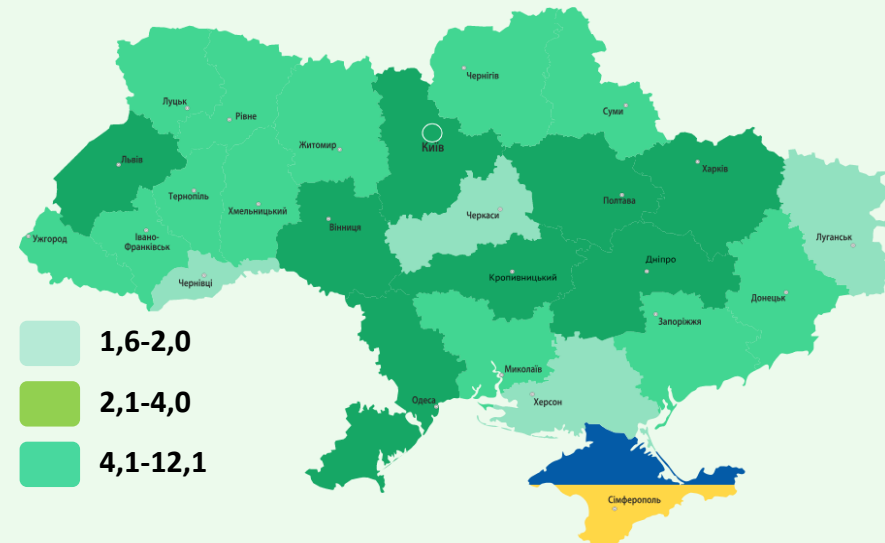 Чернігів
Луцьк
Суми
Рівне
Житомир
Київ
Львів
Харків
Тернопіль
Полтава
Хмельницький
Черкаси
Вінниця
Ужгород
Івано-
Франківськ
Луганськ
Дніпро
Кропивницький
Чернівці
Донецьк
Запоріжжя
1,6-2,0
Миколаїв
Одеса
Херсон
2,1-4,0
4,1-12,1
Сімферополь